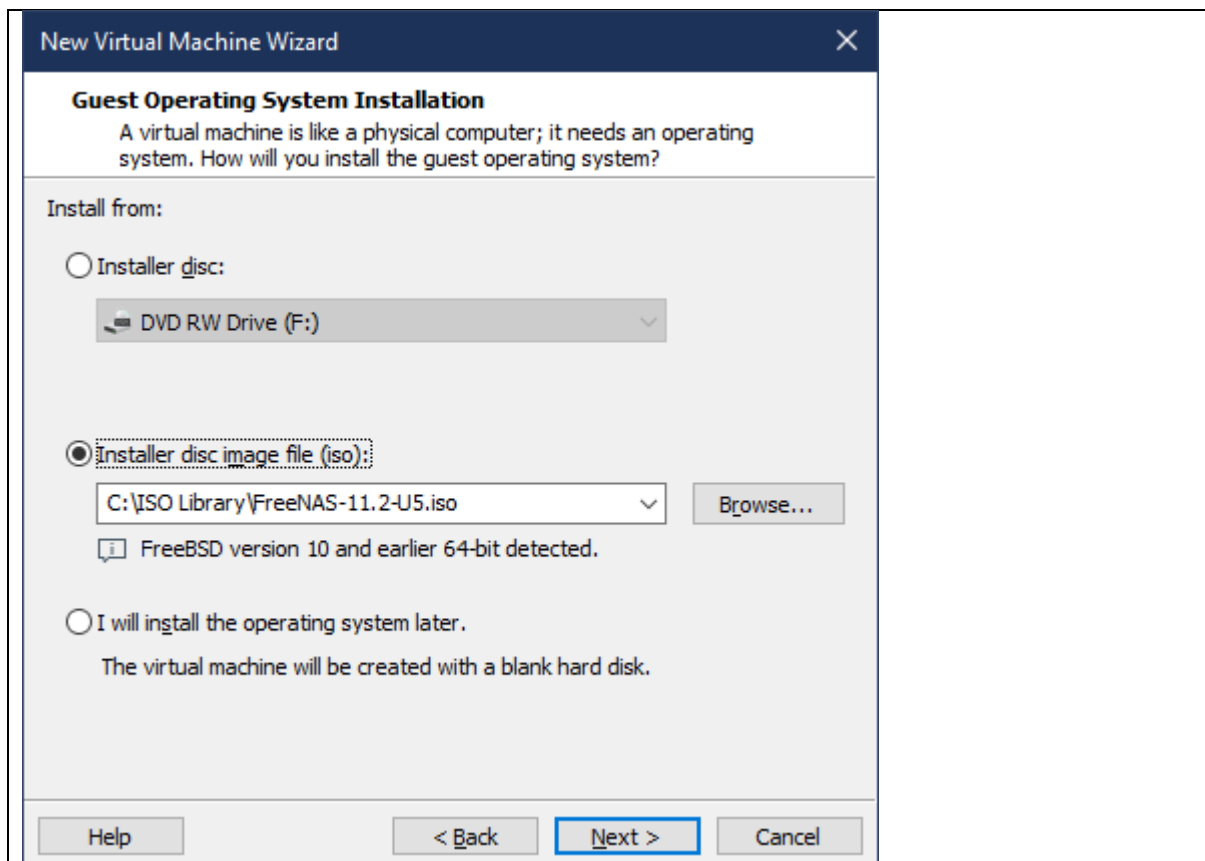 New Virtual Machine Wizard
Guest Operating System Installation
A virtual machine is like a physical computer; it needs an operating
system. How will you install the guest operating system?
Install from:
Installer disc:
DVD RW Drive (F:)
Installer disc image file (iso):
C:\ISO Library\FreeNAS-11.2-U5.iso
Browse...
FreeBSD version 10 and earlier 64-bit detected.
I will install the operating system later.
The virtual machine will be created with a blank hard disk.
Help
< Back
Next >
Cancel